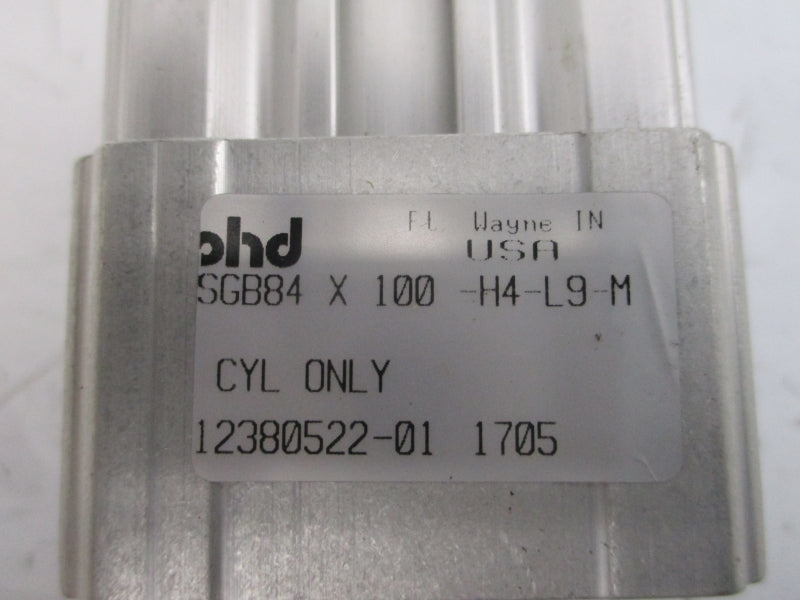 phd Ft Wayne IN
USA
SGB84 X 100 -H4-L9-M
CYL ONLY
12380522-01 1705